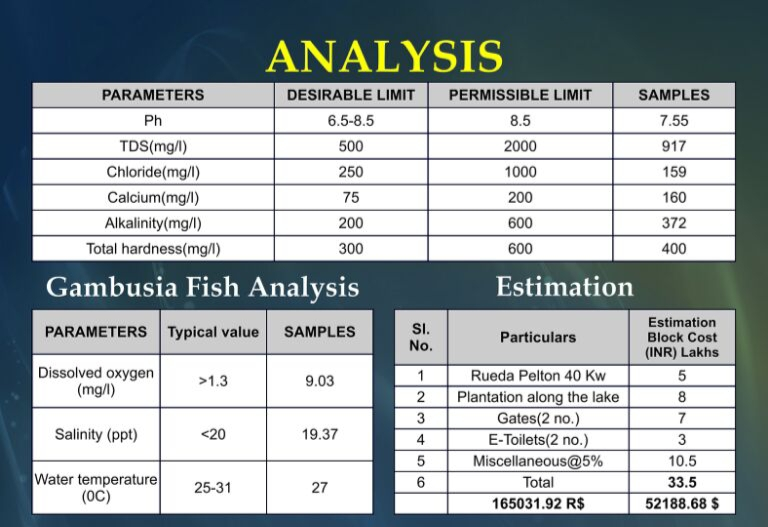 ANALYSIS
PARAMETERS DESIRABLE LIMIT PERMISSIBLE LIMIT SAMPLES
Ph 6.5-8.5 8.5 7.55
TDS(mg/l) 500 2000 917
Chloride(mg/l) 250 1000 159
Calcium(mg/l) 75 200 160
Alkalinity(mg/l) 200 600 372
Total hardness(mg/l) 300 600 400
Gambusia Fish Analysis
PARAMETERS Typical value SAMPLES
Dissolved oxygen
(mg/l) >1.3 9.03
Salinity (ppt) <20 19.37
Water temperature
(0C) 25-31 27
Estimation
Sl.
No. Particulars Estimation
Block Cost
(INR) Lakhs
1 Rueda Pelton 40 Kw 5
2 Plantation along the lake 8
3 Gates(2 no.) 7
4 E-Toilets(2 no.) 3
5 Miscellaneous@5% 10.5
6 Total 33.5
165031.92 R$ 52188.68 $